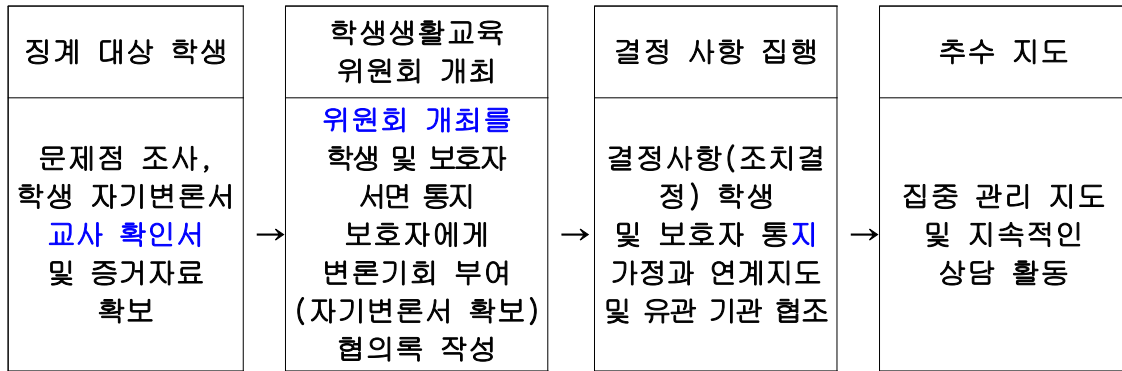 징계 대상 학생
문제점 조사,
학생 자기변론서
교사 확인서
및 증거자료
확보
→
학생생활교육
위원회 개최
위원회 개최를
학생 및 보호자
서면 통지
보호자에게
변론기회 부여
(자기변론서 확보)
협의록 작성
→
결정 사항 집행
결정사항(조치결
정) 학생
및 보호자 통지
가정과 연계지도
및 유관 기관 협조
→
추수 지도
집중 관리 지도
및 지속적인
상담 활동